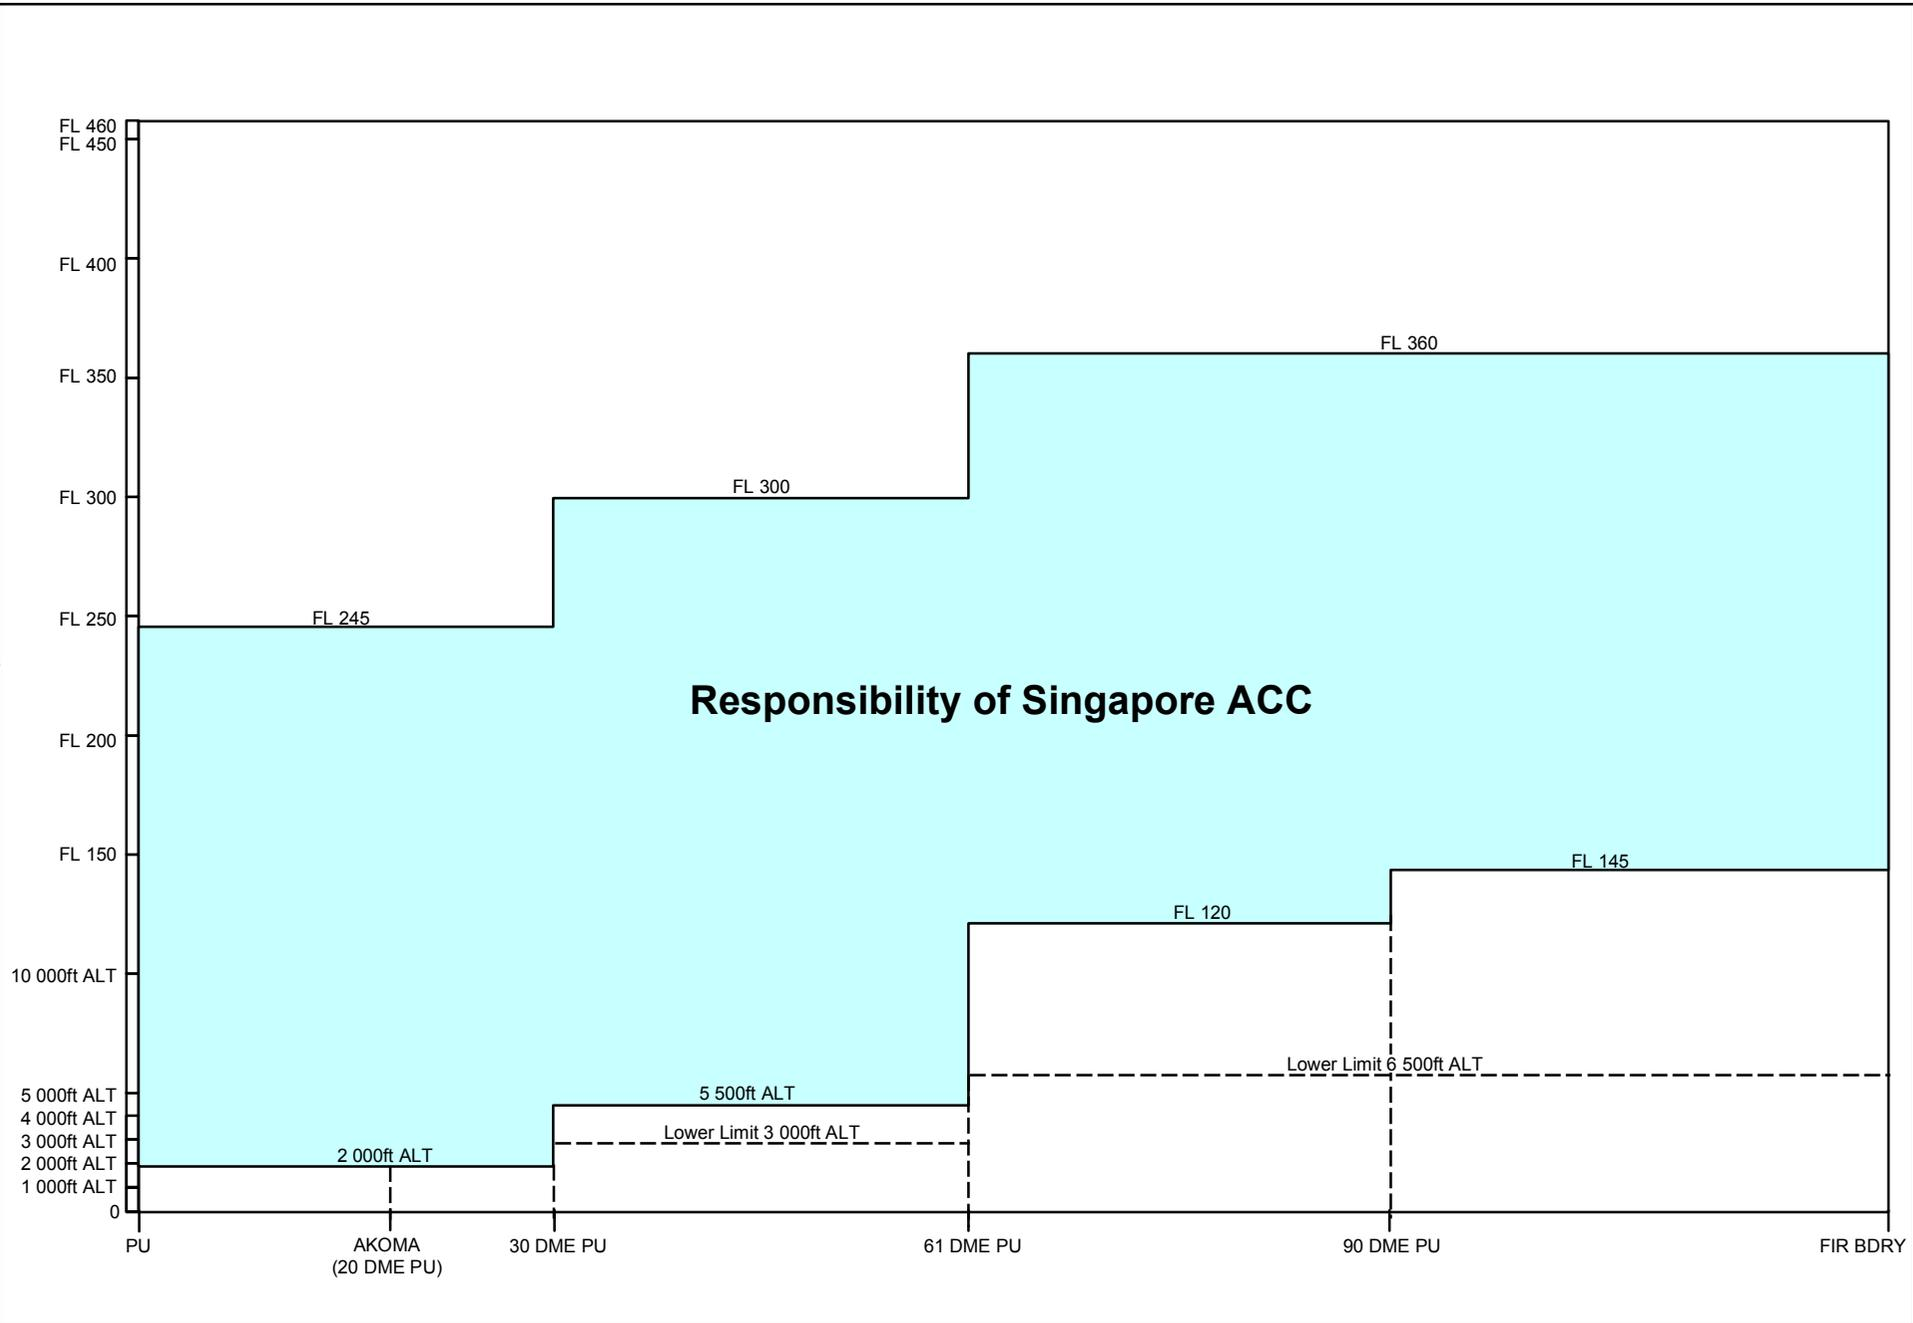 FL 460
FL 450
FL 400
FL 360
FL 350
FL 300
FL 300
FL 250
FL 245
Responsibility of Singapore ACC
FL 200
FL 150
FL 145
FL 120
10 000ft ALT
Lower Limit 6 500ft ALT
5 000ft ALT
5 500ft ALT
4 000ft ALT
3 000ft ALT
Lower Limit 3 000ft ALT
2 000ft ALT
2 000ft ALT
1 000ft ALT
0
PU
AKOMA
(20 DME PU)
30 DME PU
61 DME PU
90 DME PU
FIR BDRY